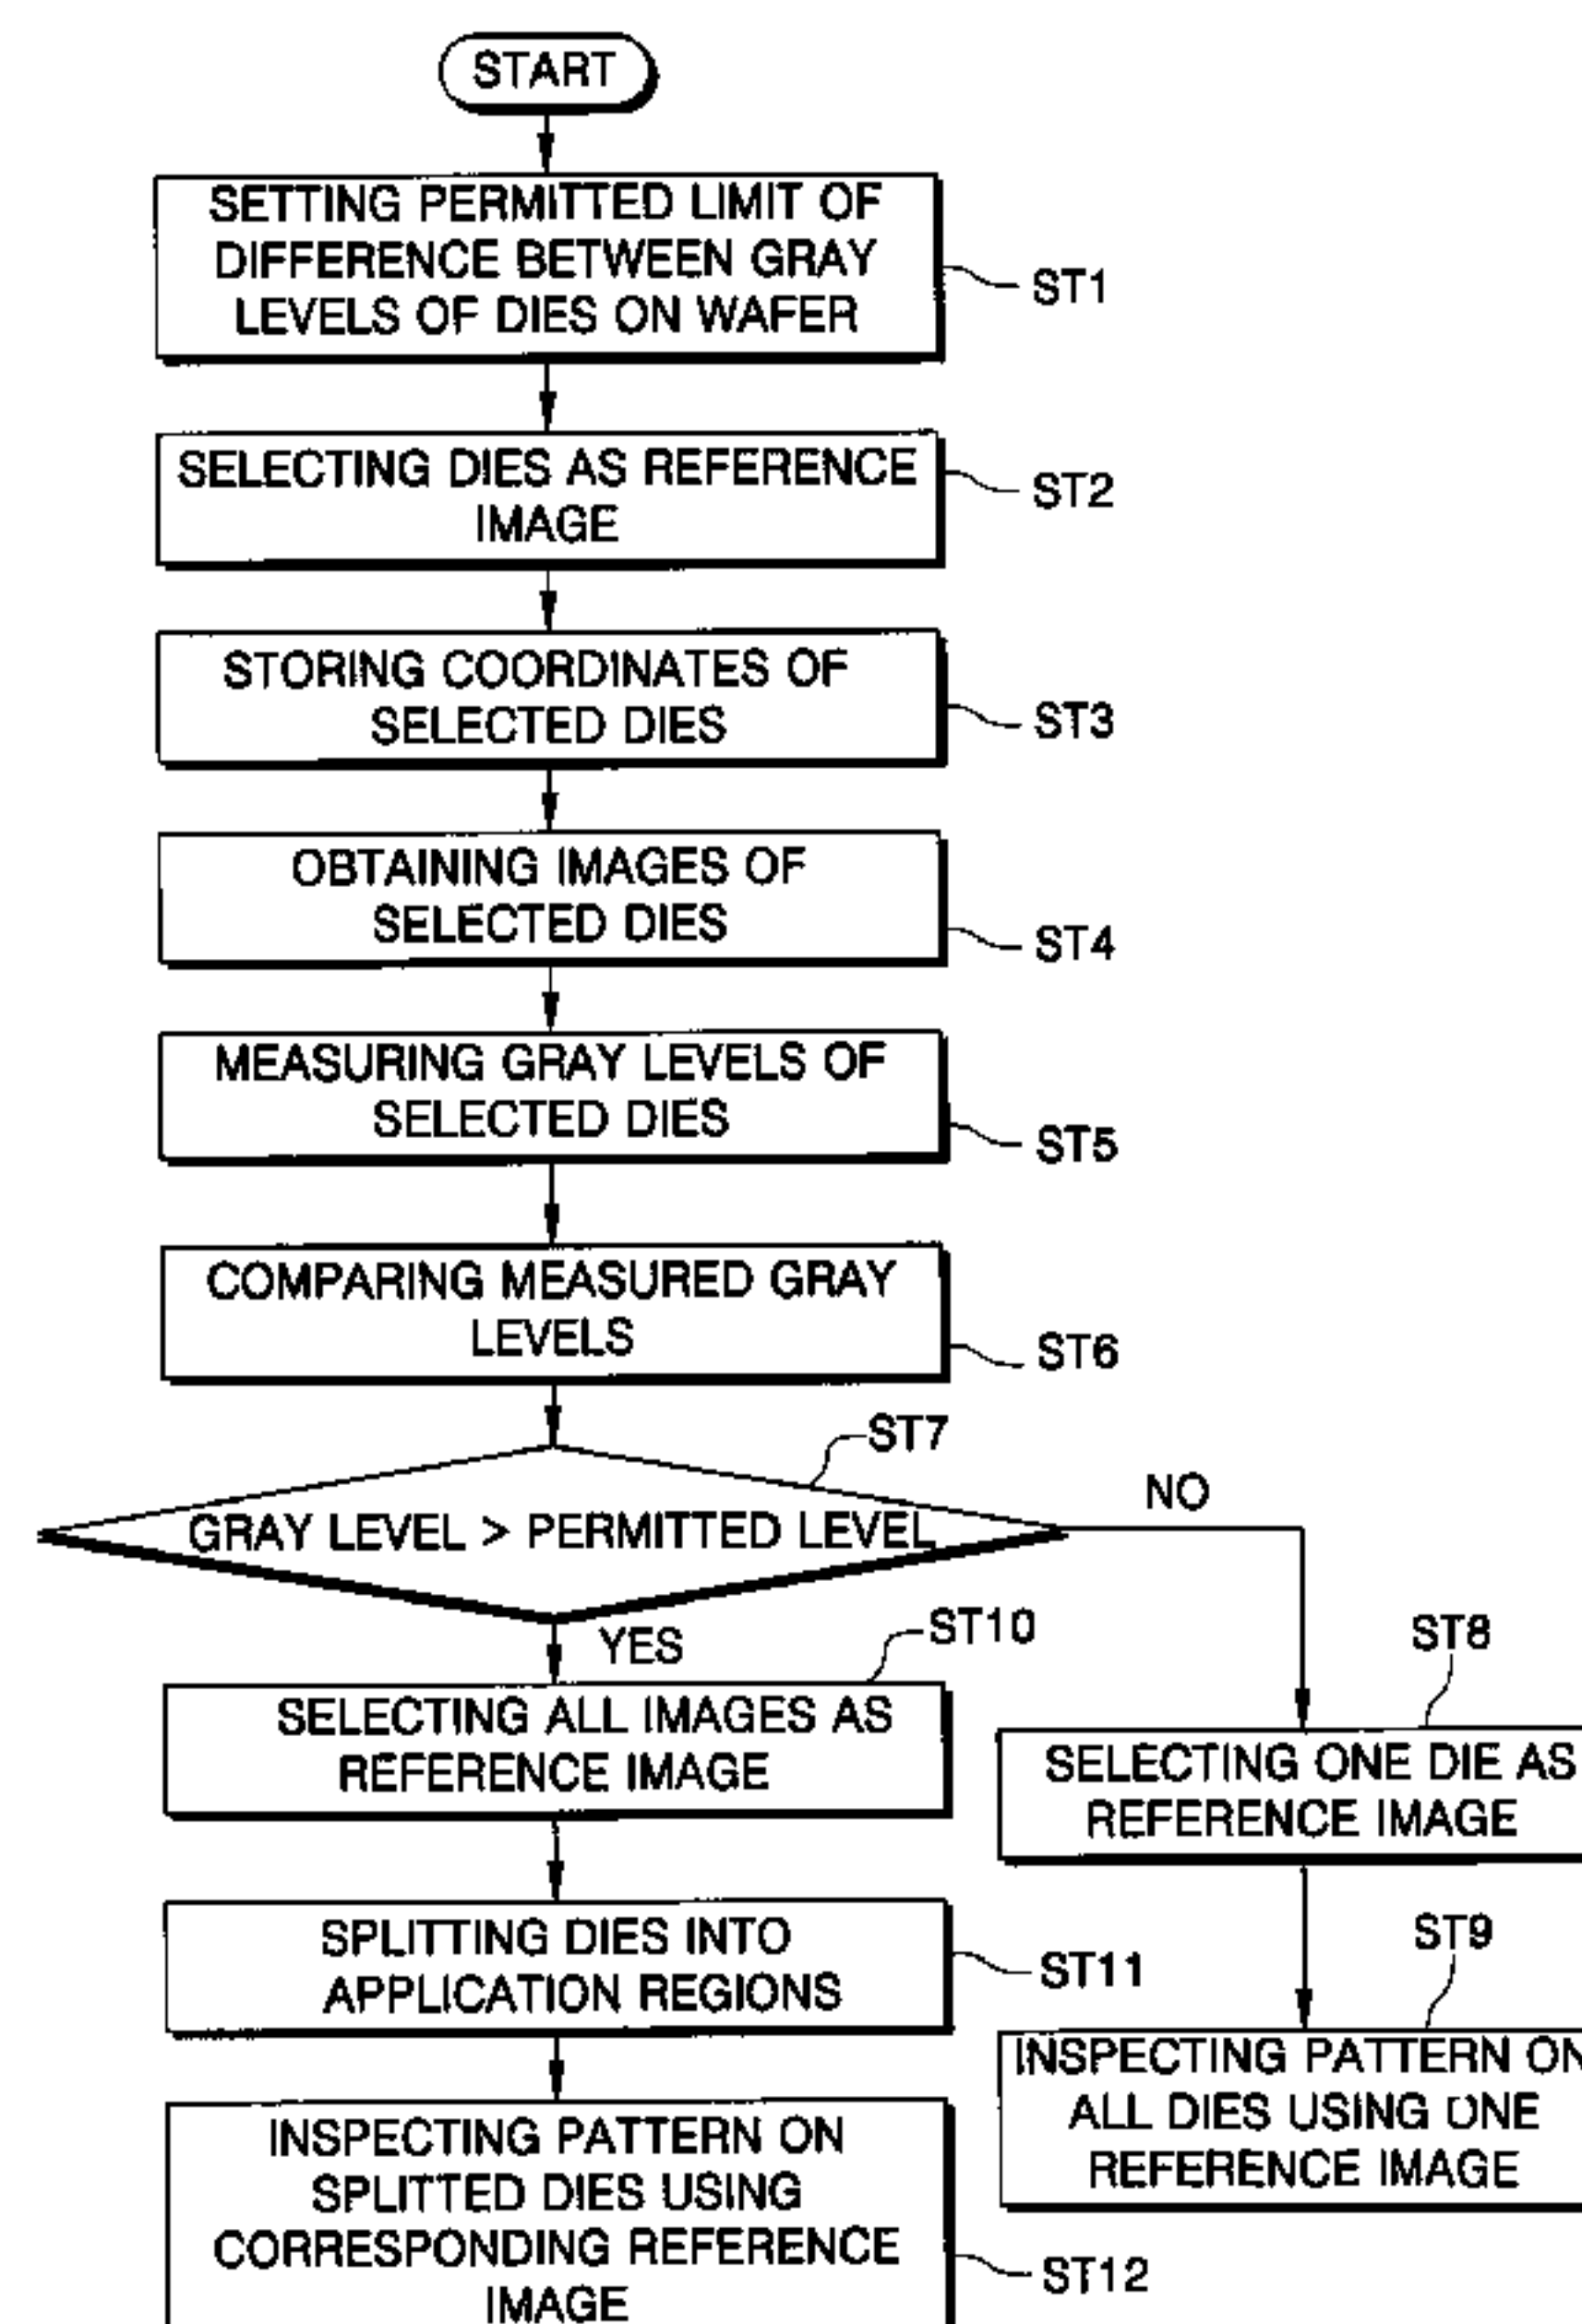 START
SETTING PERMITTED LIMIT OF
DIFFERENCE BETWEEN GRAY
LEVELS OF DIES ON WAFER
ST1
SELECTING DIES AS REFERENCE
IMAGE
ST2
STORING COORDINATES OF
SELECTED DIES
ST3
OBTAINING IMAGES OF
SELECTED DIES
ST4
MEASURING GRAY LEVELS OF
SELECTED DIES
ST5
COMPARING MEASURED GRAY
LEVELS
ST6
ST7
GRAY LEVEL > PERMITTED LEVEL
NO
YES
ST10
SELECTING ALL IMAGES AS
REFERENCE IMAGE
ST8
SELECTING ONE DIE AS
REFERENCE IMAGE
SPLITTING DIES INTO
APPLICATION REGIONS
ST11
ST9
INSPECTING PATTERN ON
ALL DIES USING ONE
REFERENCE IMAGE
INSPECTING PATTERN ON
SPLITTED DIES USING
CORRESPONDING REFERENCE
IMAGE
ST12